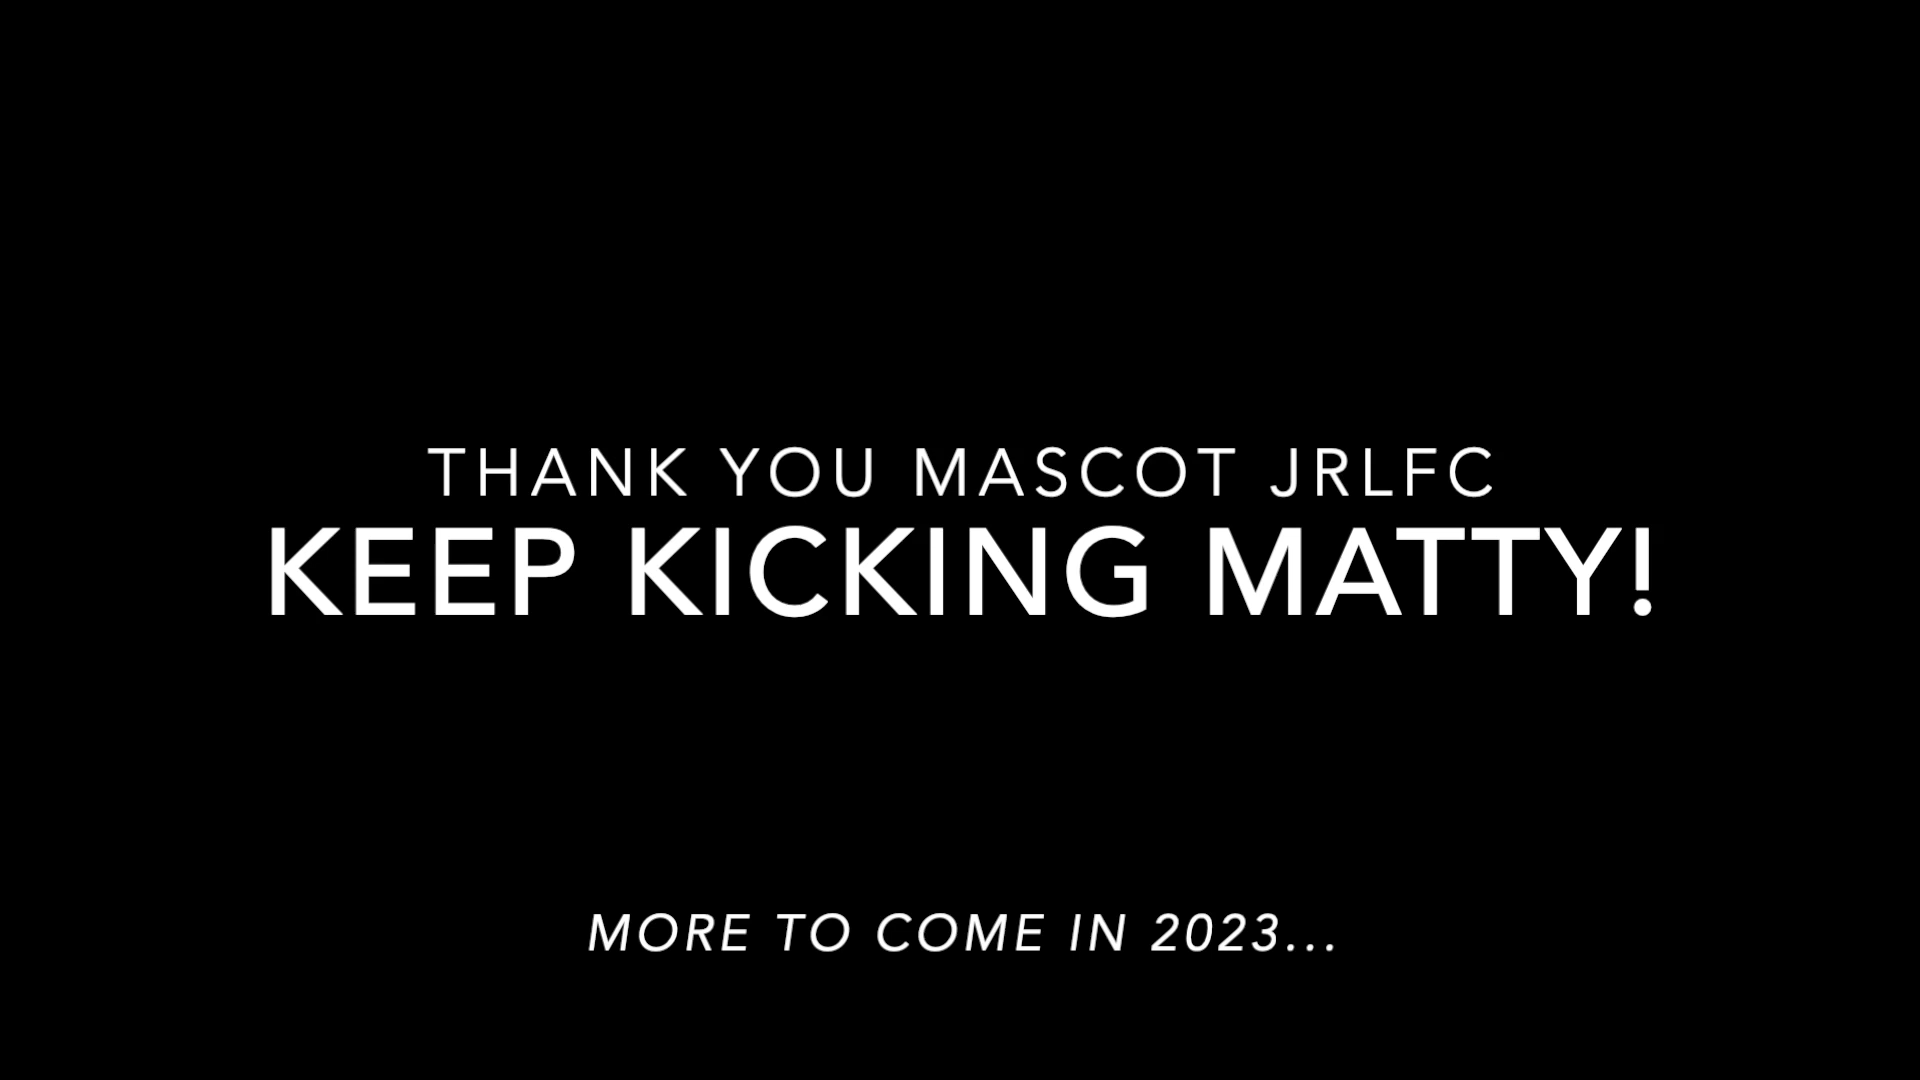 THANK YOU MASCOT JRLFC
KEEP KICKING MATTY!
MORE TO COME IN 2023...